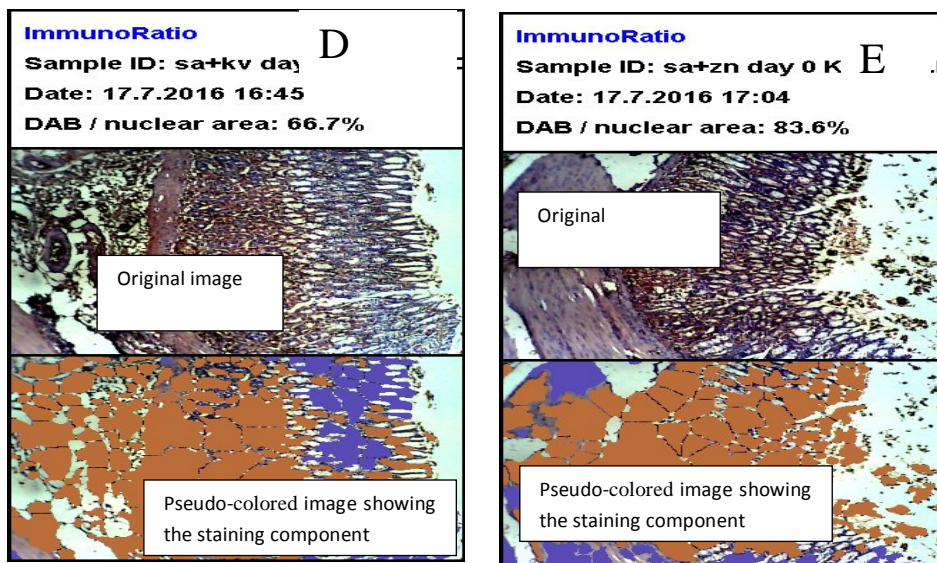 ImmunoRatio
D
Sample ID: sa+kv day
Date: 17.7.2016 16:45
DAB / nuclear area: 66.7%
Original image
Pseudo-colored image showing
the staining component
ImmunoRatio
E
Sample ID: sa+zn day 0 K
Date: 17.7.2016 17:04
DAB / nuclear area: 83.6%
Original
Pseudo-colored image showing
the staining component